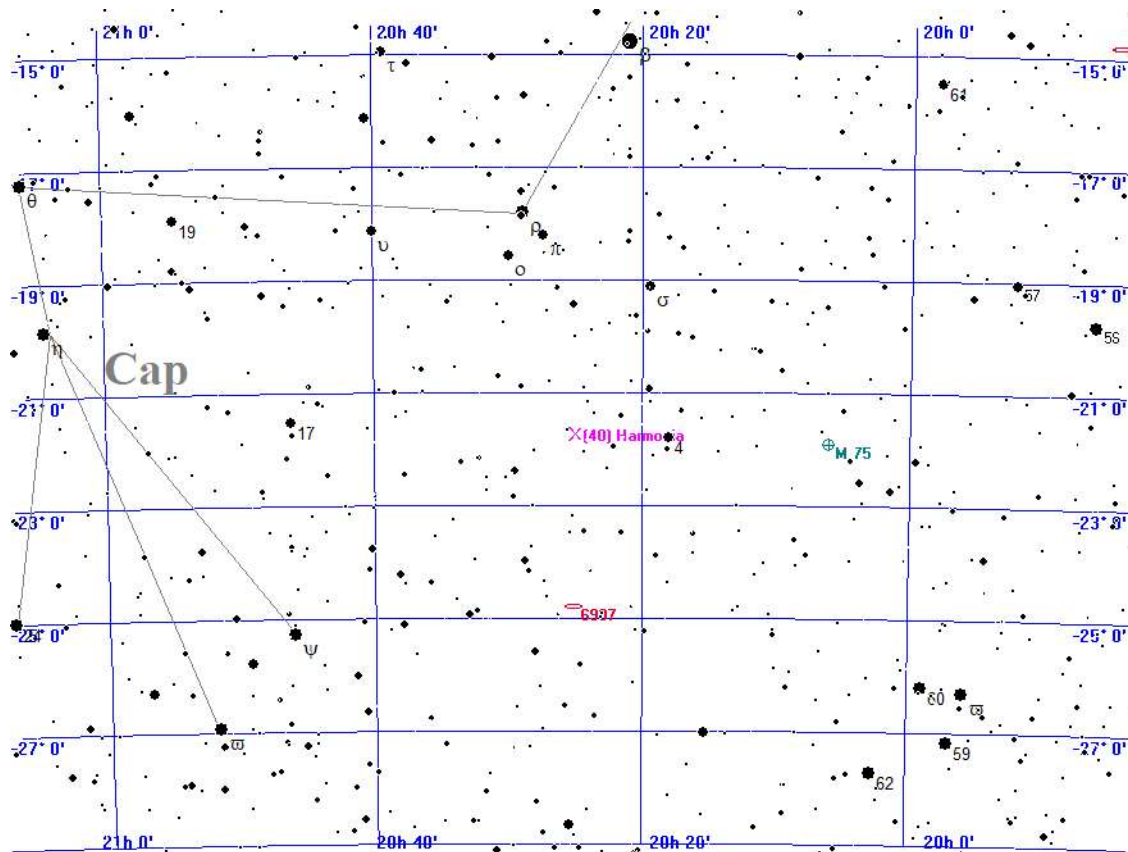 21h 0'
20h 40'
20h 20'
20h 0'
β
τ
-15° 0'
-15° 0'
61
-17° 0'
-17° 0'
θ
19
υ
ρ
π
ο
-19° 0'
σ
57
-19° 0'
58
η
Cap
-21° 0'
-21° 0'
17
(40) Harmonia
4
M 75
-23° 0'
-23° 0'
6907
24
-25° 0'
-25° 0'
ψ
60
ϖ
ϖ
-27° 0'
59
-27° 0'
62
21h 0'
20h 40'
20h 20'
20h 0'